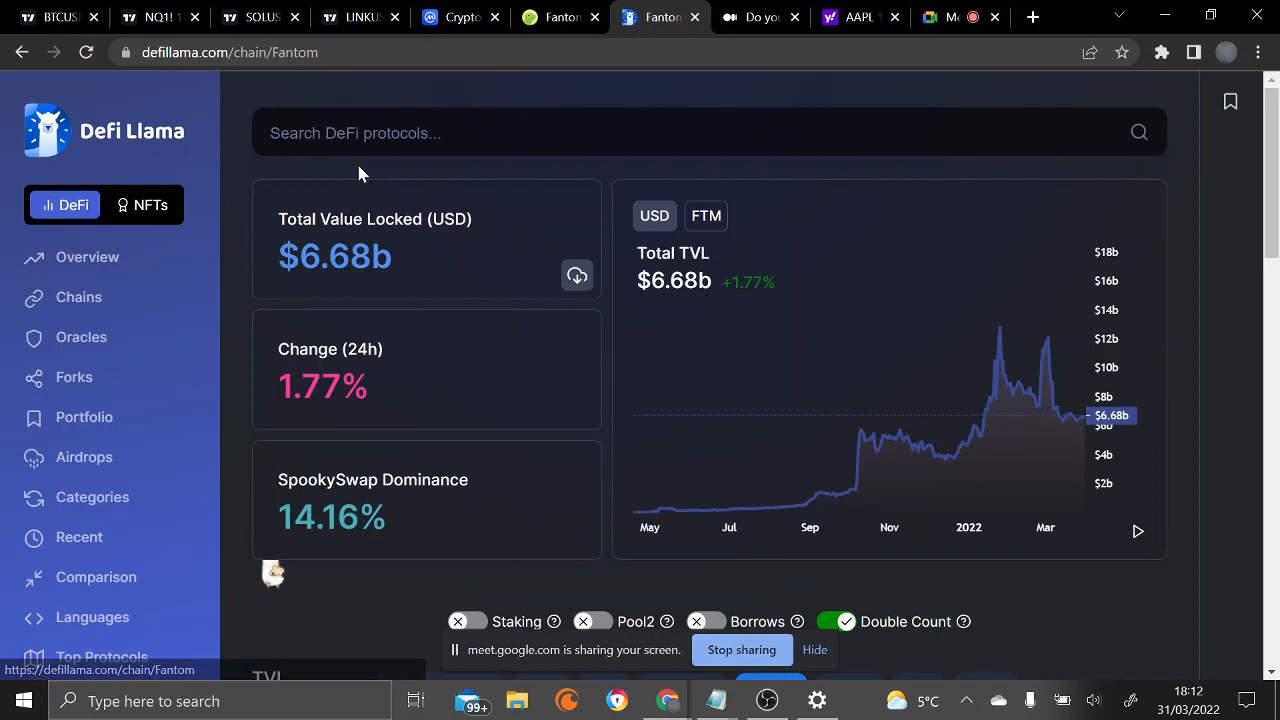 BTCUS
NQ1! 1
SOLUS
LINKUS
Crypto
Fantom
Fantom
Do you
AAPL 1
Me
defillama.com/chain/Fantom
Defi Llama
DeFi
NFTs
Overview
Chains
Oracles
Forks
Portfolio
Airdrops
Categories
Recent
Comparison
Languages
Top Protocols
Search DeFi protocols...
Total Value Locked (USD)
$6.68b
Change (24h)
1.77%
SpookySwap Dominance
14.16%
USD
FTM
Total TVL
$6.68b +1.77%
$18b
$16b
$14b
$12b
$10b
$8b
$6.68b
$6b
$4b
$2b
May Jul Sep Nov 2022 Mar
Staking Pool2 Borrows Double Count
meet.google.com is sharing your screen. Stop sharing Hide
https://defillama.com/chain/Fantom
TVL
Type here to search
99+
5°C
18:12
31/03/2022